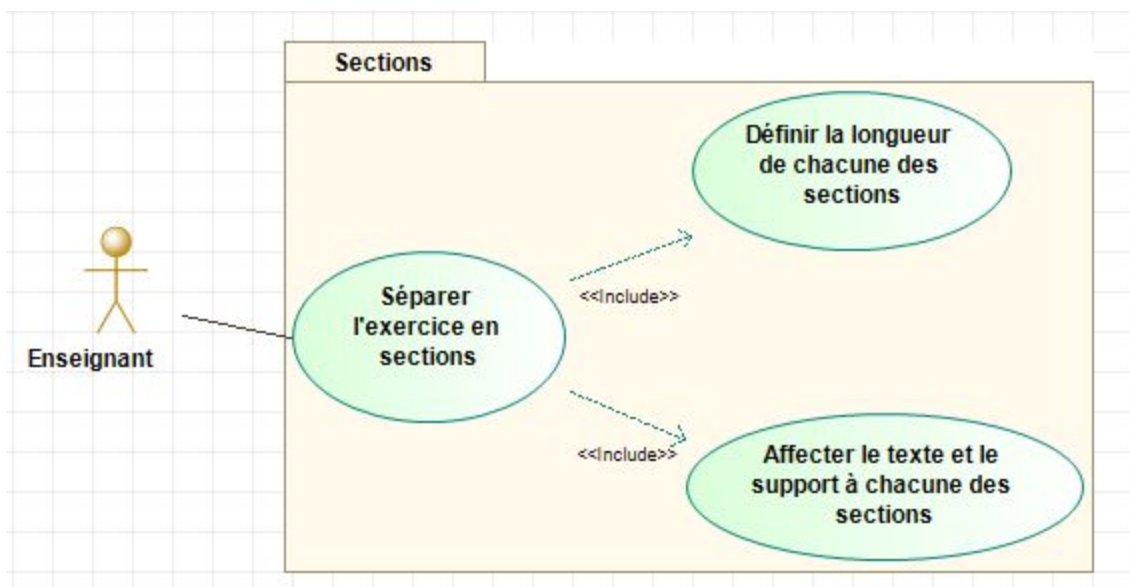 Sections
Définir la longueur
de chacune des
sections
<<Include>>
Séparer
l'exercice en
sections
Enseignant
<<Include>>
Affecter le texte et le
support à chacune des
sections